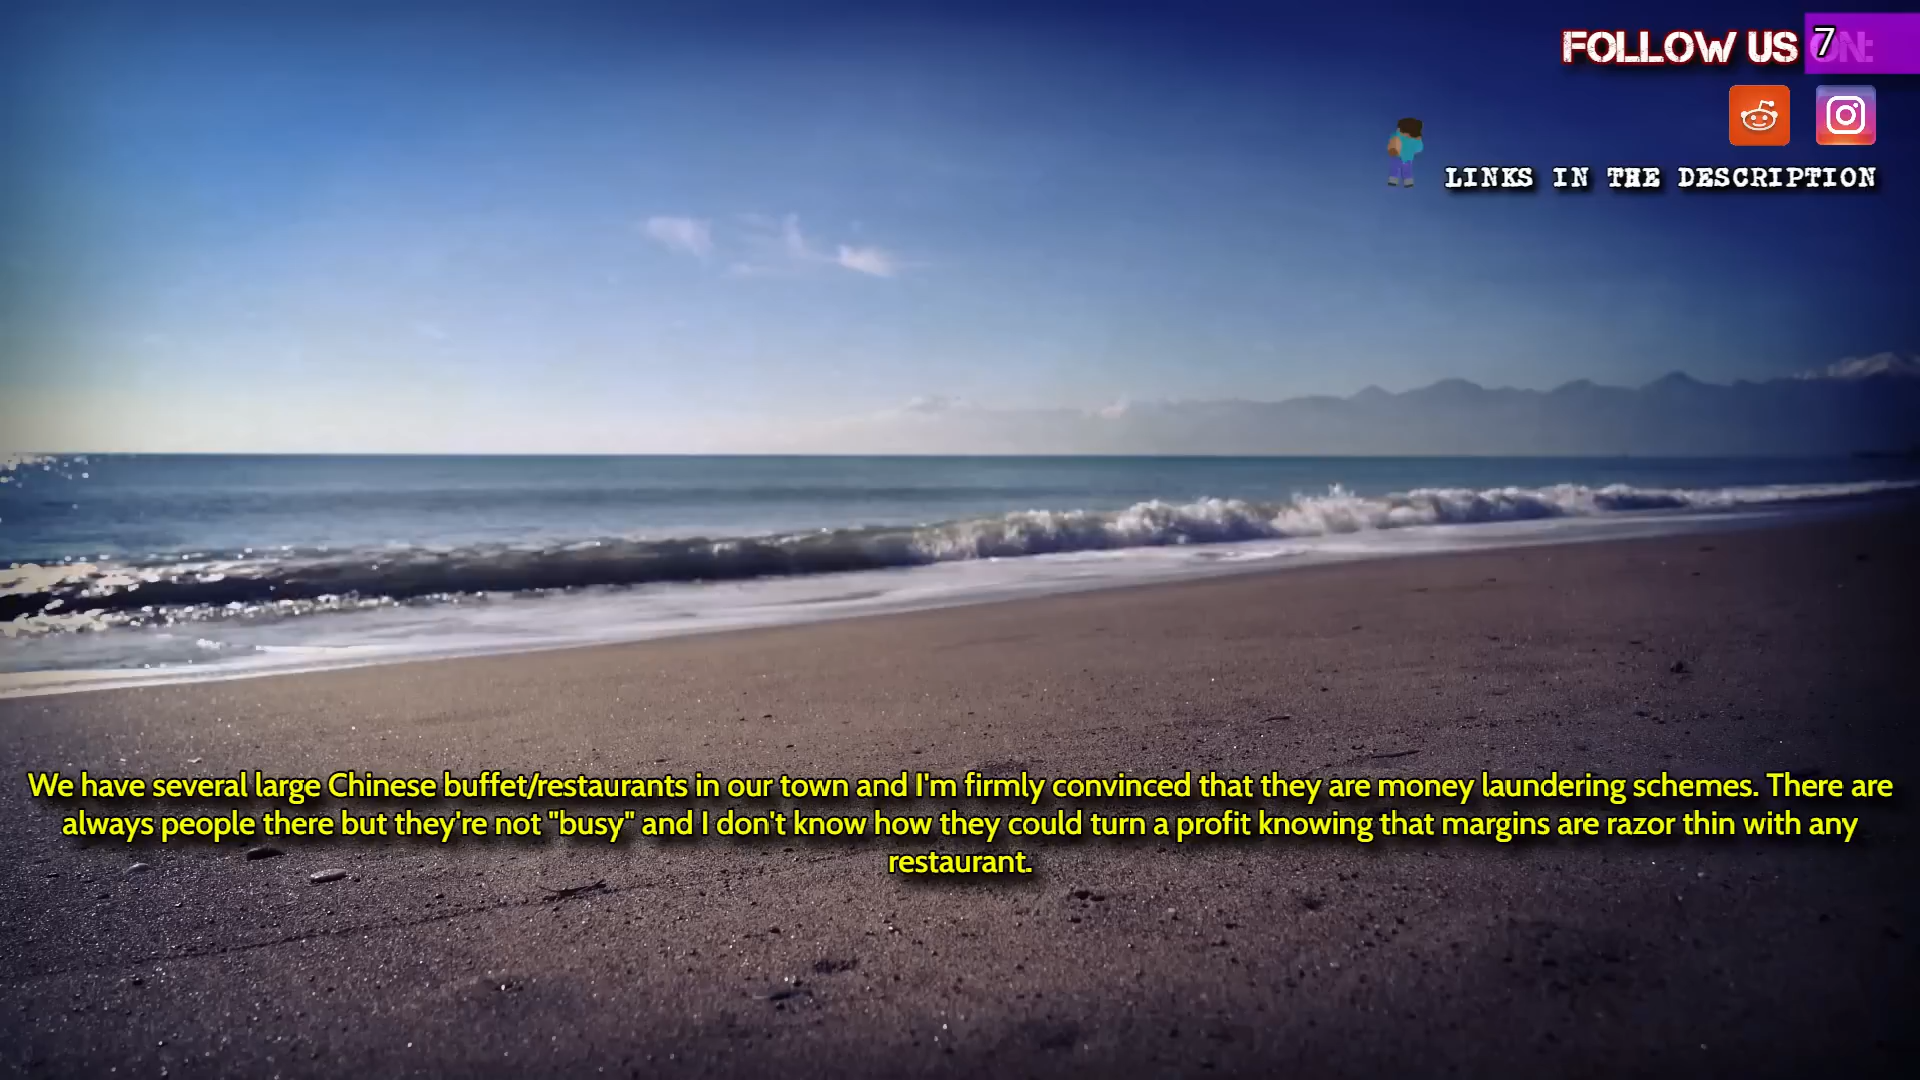 FOLLOW US ON:
7
LINKS IN THE DESCRIPTION
We have several large Chinese buffet/restaurants in our town and I'm firmly convinced that they are money laundering schemes. There are
always people there but they're not "busy" and I don't know how they could turn a profit knowing that margins are razor thin with any
restaurant.